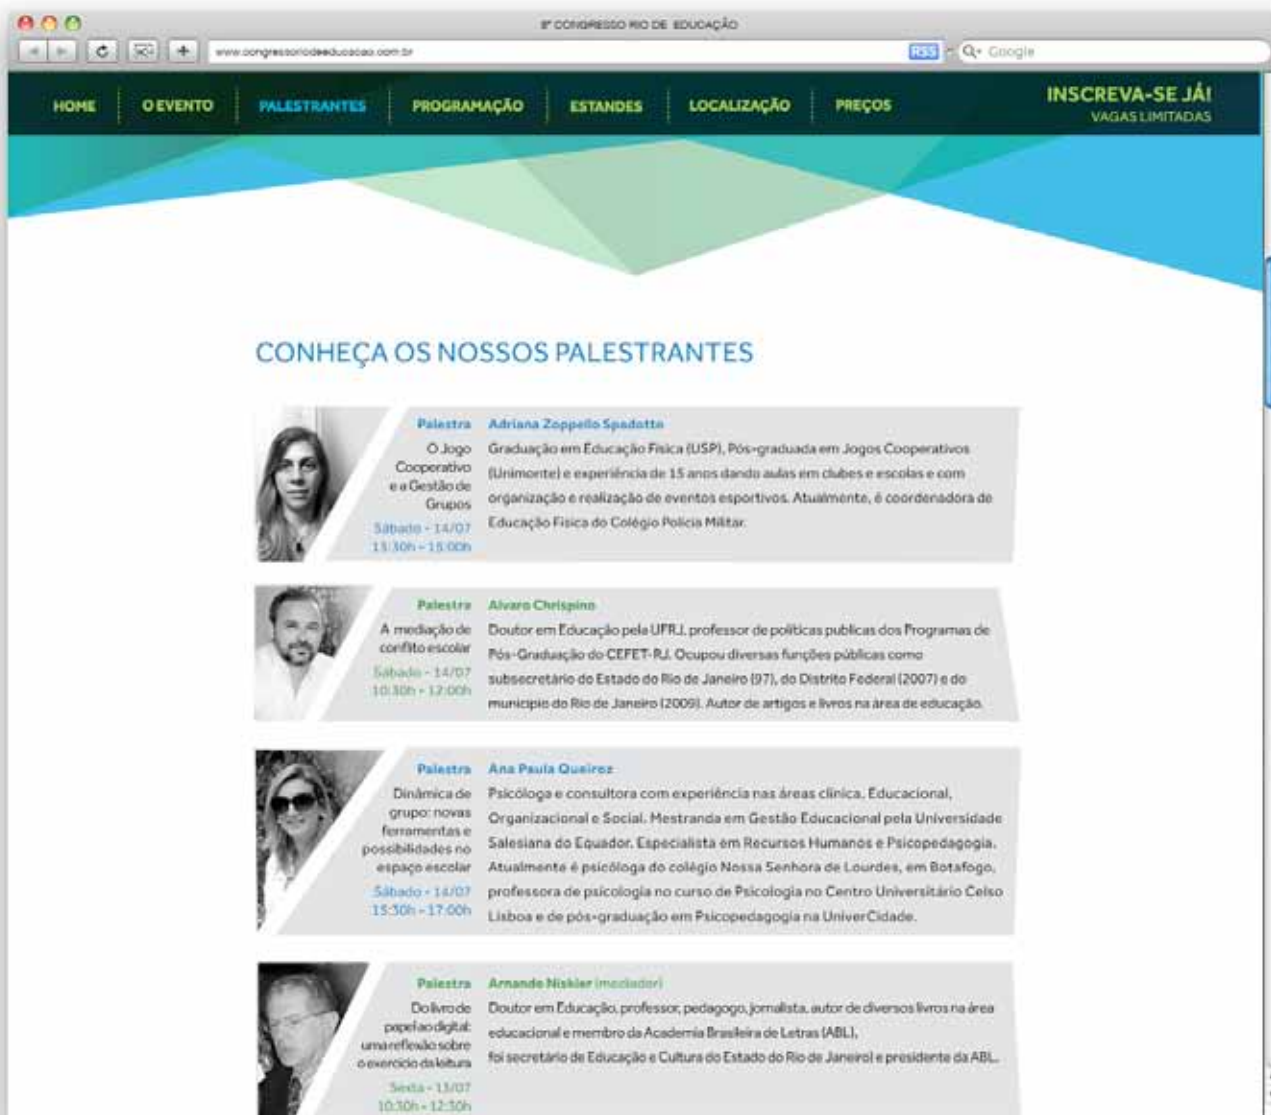 8º CONGRESSO RIO DE EDUCAÇÃO
www.congressoriodeeducacao.com.br
RSS
Google
HOME
O EVENTO
PALESTRANTES
PROGRAMAÇÃO
ESTANDES
LOCALIZAÇÃO
PREÇOS
INSCREVA-SE JÁ!
VAGAS LIMITADAS
CONHEÇA OS NOSSOS PALESTRANTES
Palestra
O Jogo
Cooperativo
e a Gestão de
Grupos
Sábado - 14/07
13:30h - 15:00h
Adriana Zoppello Spadotto
Graduação em Educação Física (USP), Pós-graduada em Jogos Cooperativos
(Unimonte) e experiência de 15 anos dando aulas em clubes e escolas e com
organização e realização de eventos esportivos. Atualmente, é coordenadora de
Educação Física do Colégio Polícia Militar.
Palestra
A mediação de
conflito escolar
Sábado - 14/07
10:30h - 12:00h
Alvaro Chrispino
Doutor em Educação pela UFRJ, professor de políticas publicas dos Programas de
Pós-Graduação do CEFET-RJ. Ocupou diversas funções públicas como
subsecretário do Estado do Rio de Janeiro (97), do Distrito Federal (2007) e do
município do Rio de Janeiro (2009). Autor de artigos e livros na área de educação.
Palestra
Dinâmica de
grupo: novas
ferramentas e
possibilidades no
espaço escolar
Sábado - 14/07
15:30h - 17:00h
Ana Paula Queiroz
Psicóloga e consultora com experiência nas áreas clínica, Educacional,
Organizacional e Social. Mestranda em Gestão Educacional pela Universidade
Salesiana do Equador. Especialista em Recursos Humanos e Psicopedagogia.
Atualmente é psicóloga do colégio Nossa Senhora de Lourdes, em Botafogo,
professora de psicologia no curso de Psicologia no Centro Universitário Celso
Lisboa e de pós-graduação em Psicopedagogia na UniverCidade.
Palestra
Do livro de
papel ao digital:
uma reflexão sobre
o exercício da leitura
Sexta - 13/07
10:30h - 12:30h
Arnando Niskier (mediador)
Doutor em Educação, professor, pedagogo, jornalista, autor de diversos livros na área
educacional e membro da Academia Brasileira de Letras (ABL),
foi secretário de Educação e Cultura do Estado do Rio de Janeiro) e presidente da ABL.